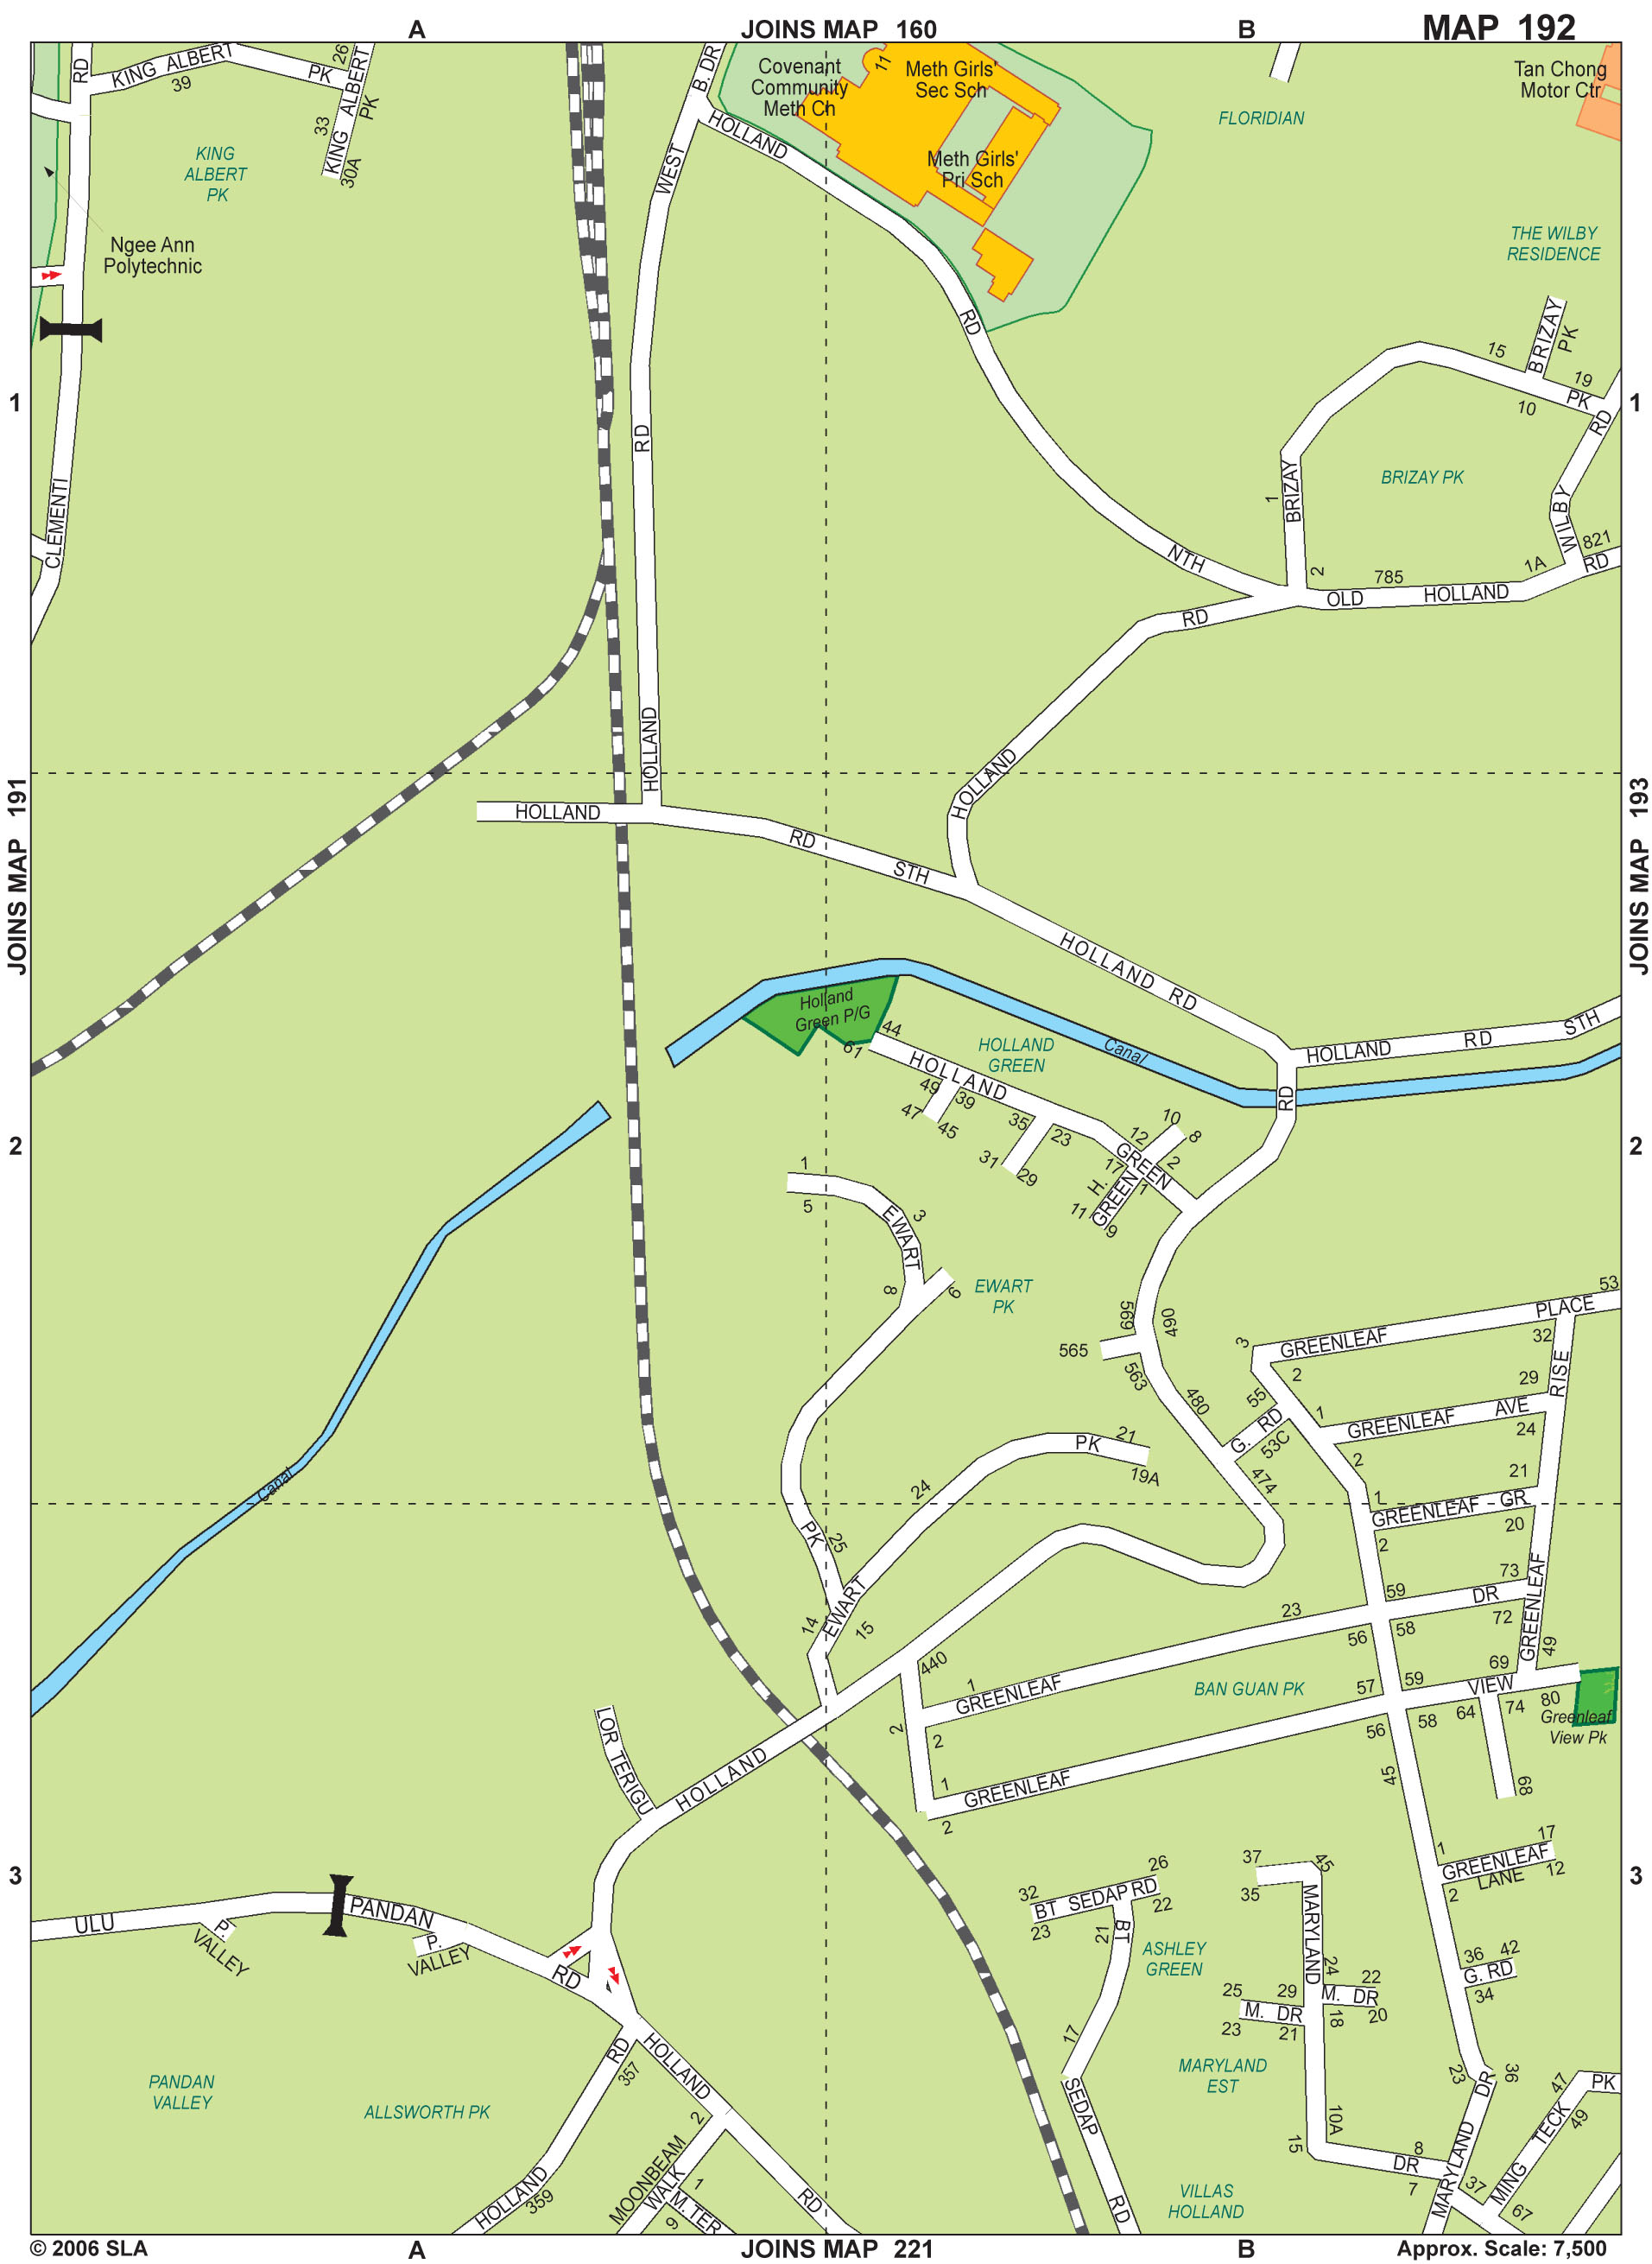 A
JOINS MAP 160
B
MAP 192
RD
KING ALBERT
39
PK
26
KING ALBERT
PK
33
30A
KING
ALBERT
PK
Ngee Ann
Polytechnic
B. DR
WEST
HOLLAND
Covenant
Community
Meth Ch
11
Meth Girls'
Sec Sch
Meth Girls'
Pri Sch
RD
FLORIDIAN
Tan Chong
Motor Ctr
THE WILBY
RESIDENCE
BRIZAY
PK
15
19
10
PK
RD
1
1
RD
CLEMENTI
BRIZAY PK
1
BRIZAY
2
WILBY
821
1A
RD
785
OLD
HOLLAND
NTH
RD
HOLLAND
HOLLAND
JOINS MAP 191
JOINS MAP 193
HOLLAND
RD
STH
HOLLAND RD
STH
HOLLAND
RD
RD
Canal
Holland
Green P/G
44
61
HOLLAND
GREEN
HOLLAND
49
39
47
45
35
23
31
29
12
10
8
2
17
GREEN
H.
GREEN
1
11
9
2
2
1
5
EWART
3
8
6
EWART
PK
569
490
565
563
480
3
GREENLEAF
PLACE
53
2
32
55
G. RD
53C
1
GREENLEAF
AVE
29
RISE
24
2
474
PK
21
19A
24
21
1
GREENLEAF
GR
20
2
Canal
PK
25
EWART
14
15
73
59
DR
72
GREENLEAF
49
23
56
58
440
1
GREENLEAF
2
2
BAN GUAN PK
57
59
VIEW
69
56
58
64
74
80
Greenleaf
View Pk
68
45
1
GREENLEAF
2
LOR TERIGU
HOLLAND
3
3
1
GREENLEAF
17
12
LANE
2
26
32
BT SEDAP RD
22
23
21
BT
37
35
45
MARYLAND
ASHLEY
GREEN
24
22
M. DR
20
18
25
29
M. DR
23
21
36
42
G. RD
34
ULU
PANDAN
P.
VALLEY
P.
VALLEY
RD
HOLLAND
RD
357
17
SEDAP
RD
MARYLAND
EST
23
36
DR
47
PK
TECK
49
10A
15
8
DR
7
MARYLAND
37
MING
67
PANDAN
VALLEY
ALLSWORTH PK
2
MOONBEAM
WALK
1
M. TER
9
HOLLAND
359
RD
VILLAS
HOLLAND
© 2006 SLA
A
JOINS MAP 221
B
Approx. Scale: 7,500